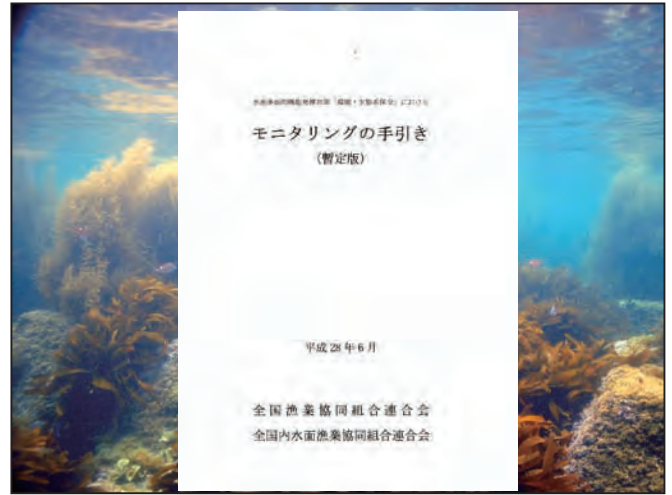 水産多面的機能発揮対策「環境・生態系保全」における
モニタリングの手引き
(暫定版)
平成28年6月
全国漁業協同組合連合会
全国内水面漁業協同組合連合会